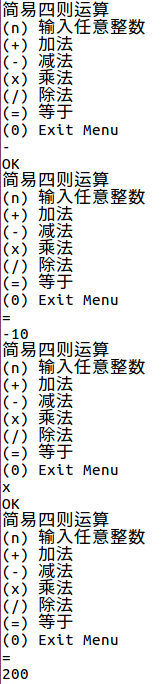 简易四则运算
(n) 输入任意整数
(+) 加法
(-) 减法
(x) 乘法
(/) 除法
(=) 等于
(0) Exit Menu
-
OK
简易四则运算
(n) 输入任意整数
(+) 加法
(-) 减法
(x) 乘法
(/) 除法
(=) 等于
(0) Exit Menu
=
-10
简易四则运算
(n) 输入任意整数
(+) 加法
(-) 减法
(x) 乘法
(/) 除法
(=) 等于
(0) Exit Menu
x
OK
简易四则运算
(n) 输入任意整数
(+) 加法
(-) 减法
(x) 乘法
(/) 除法
(=) 等于
(0) Exit Menu
=
200